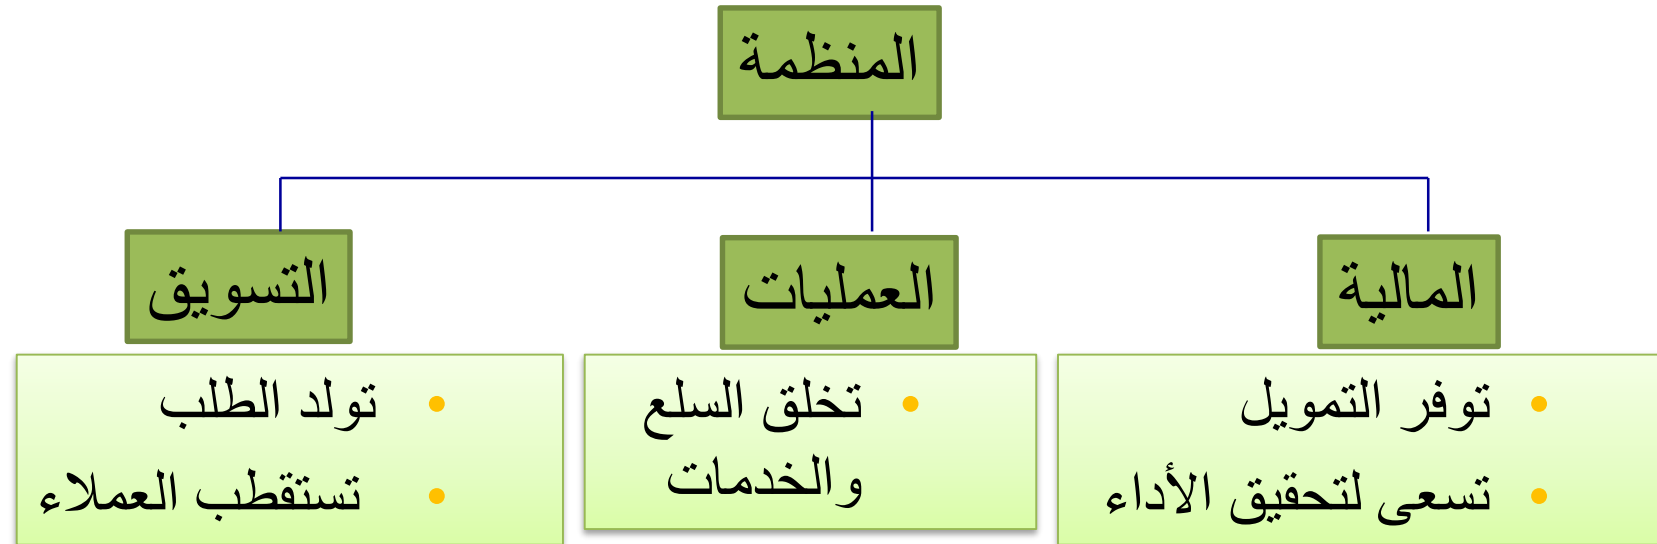 المنظمة
المالية
العمليات
التسويق
• توفر التمويل
• تسعى لتحقيق الأداء
• تخلق السلع
والخدمات
• تولد الطلب
• تستقطب العملاء